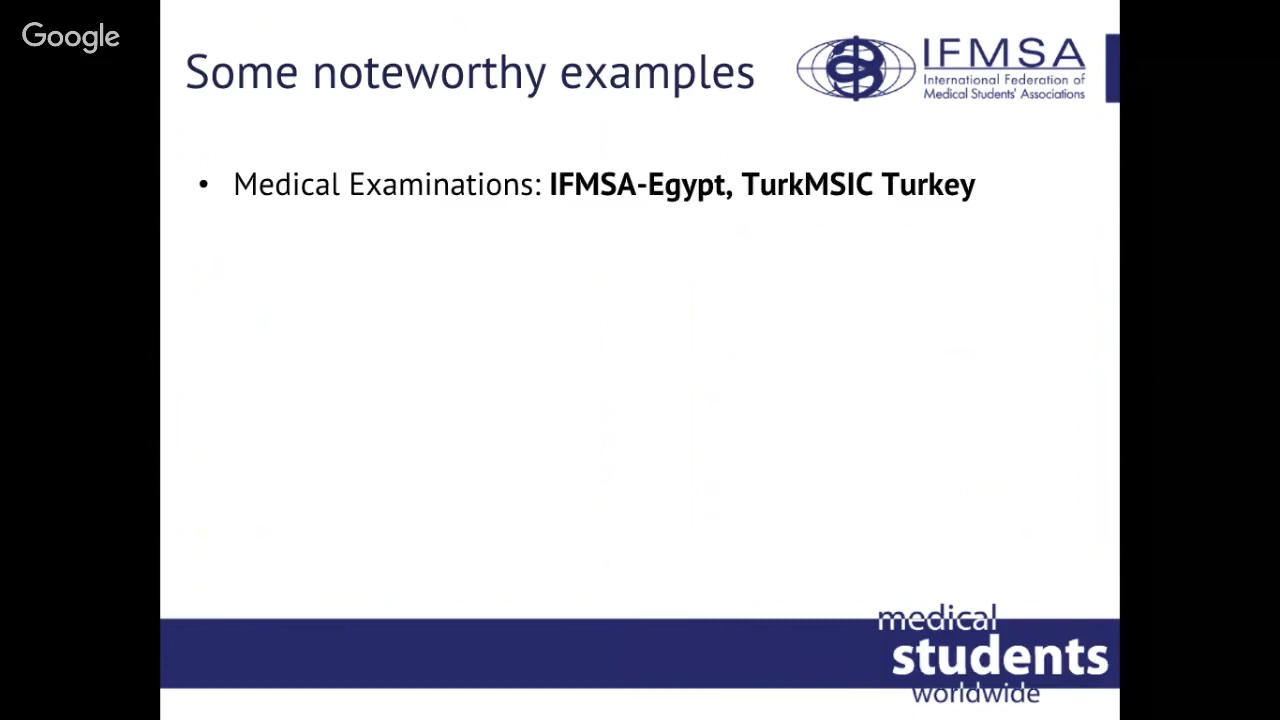 Google
Some noteworthy examples
IFMSA
International Federation of
Medical Students' Associations
• Medical Examinations: IFMSA-Egypt, TurkMSIC Turkey
medical
students
worldwide